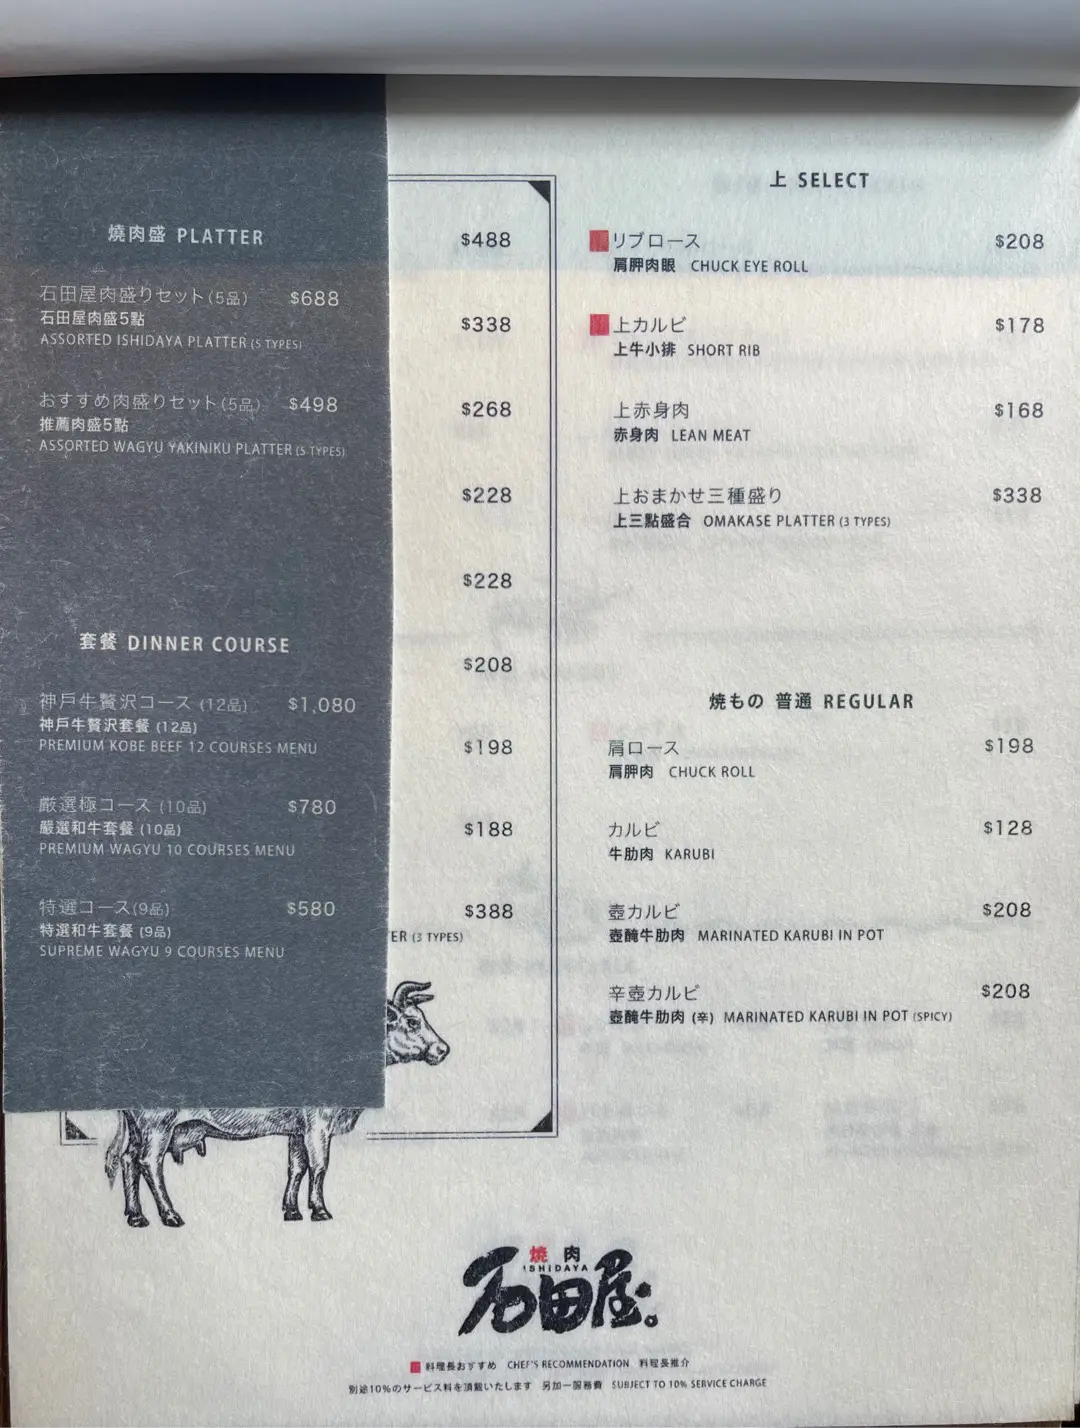 燒肉盛 PLATTER
石田屋肉盛りセット(5品) $688
石田屋肉盛5點
ASSORTED ISHIDAYA PLATTER (5 TYPES)
おすすめ肉盛りセット(5品) $498
推薦肉盛5點
ASSORTED WAGYU YAKINIKU PLATTER (5 TYPES)
套餐 DINNER COURSE
神戸牛贅沢コース (12品) $1,080
神戶牛贅沢套餐 (12品)
PREMIUM KOBE BEEF 12 COURSES MENU
厳選極コース (10品) $780
嚴選和牛套餐 (10品)
PREMIUM WAGYU 10 COURSES MENU
特選コース(9品) $580
特選和牛套餐 (9品)
SUPREME WAGYU 9 COURSES MENU
$488
$338
$268
$228
$228
$208
$198
$188
$388
ER (3 TYPES)
上 SELECT
リブロース $208
肩胛肉眼 CHUCK EYE ROLL
上カルビ $178
上牛小排 SHORT RIB
上赤身肉 $168
赤身肉 LEAN MEAT
上おまかせ三種盛り $338
上三點盛合 OMAKASE PLATTER (3 TYPES)
焼もの 普通 REGULAR
肩ロース $198
肩胛肉 CHUCK ROLL
カルビ $128
牛肋肉 KARUBI
壺カルビ $208
壺醃牛肋肉 MARINATED KARUBI IN POT
辛壺カルビ $208
壺醃牛肋肉 (辛) MARINATED KARUBI IN POT (SPICY)
焼肉
ISHIDAYA
石田屋。
料理長おすすめ CHEF'S RECOMMENDATION 料理長推介
別途10%のサービス料を頂戴いたします 另加一服務費 SUBJECT TO 10% SERVICE CHARGE